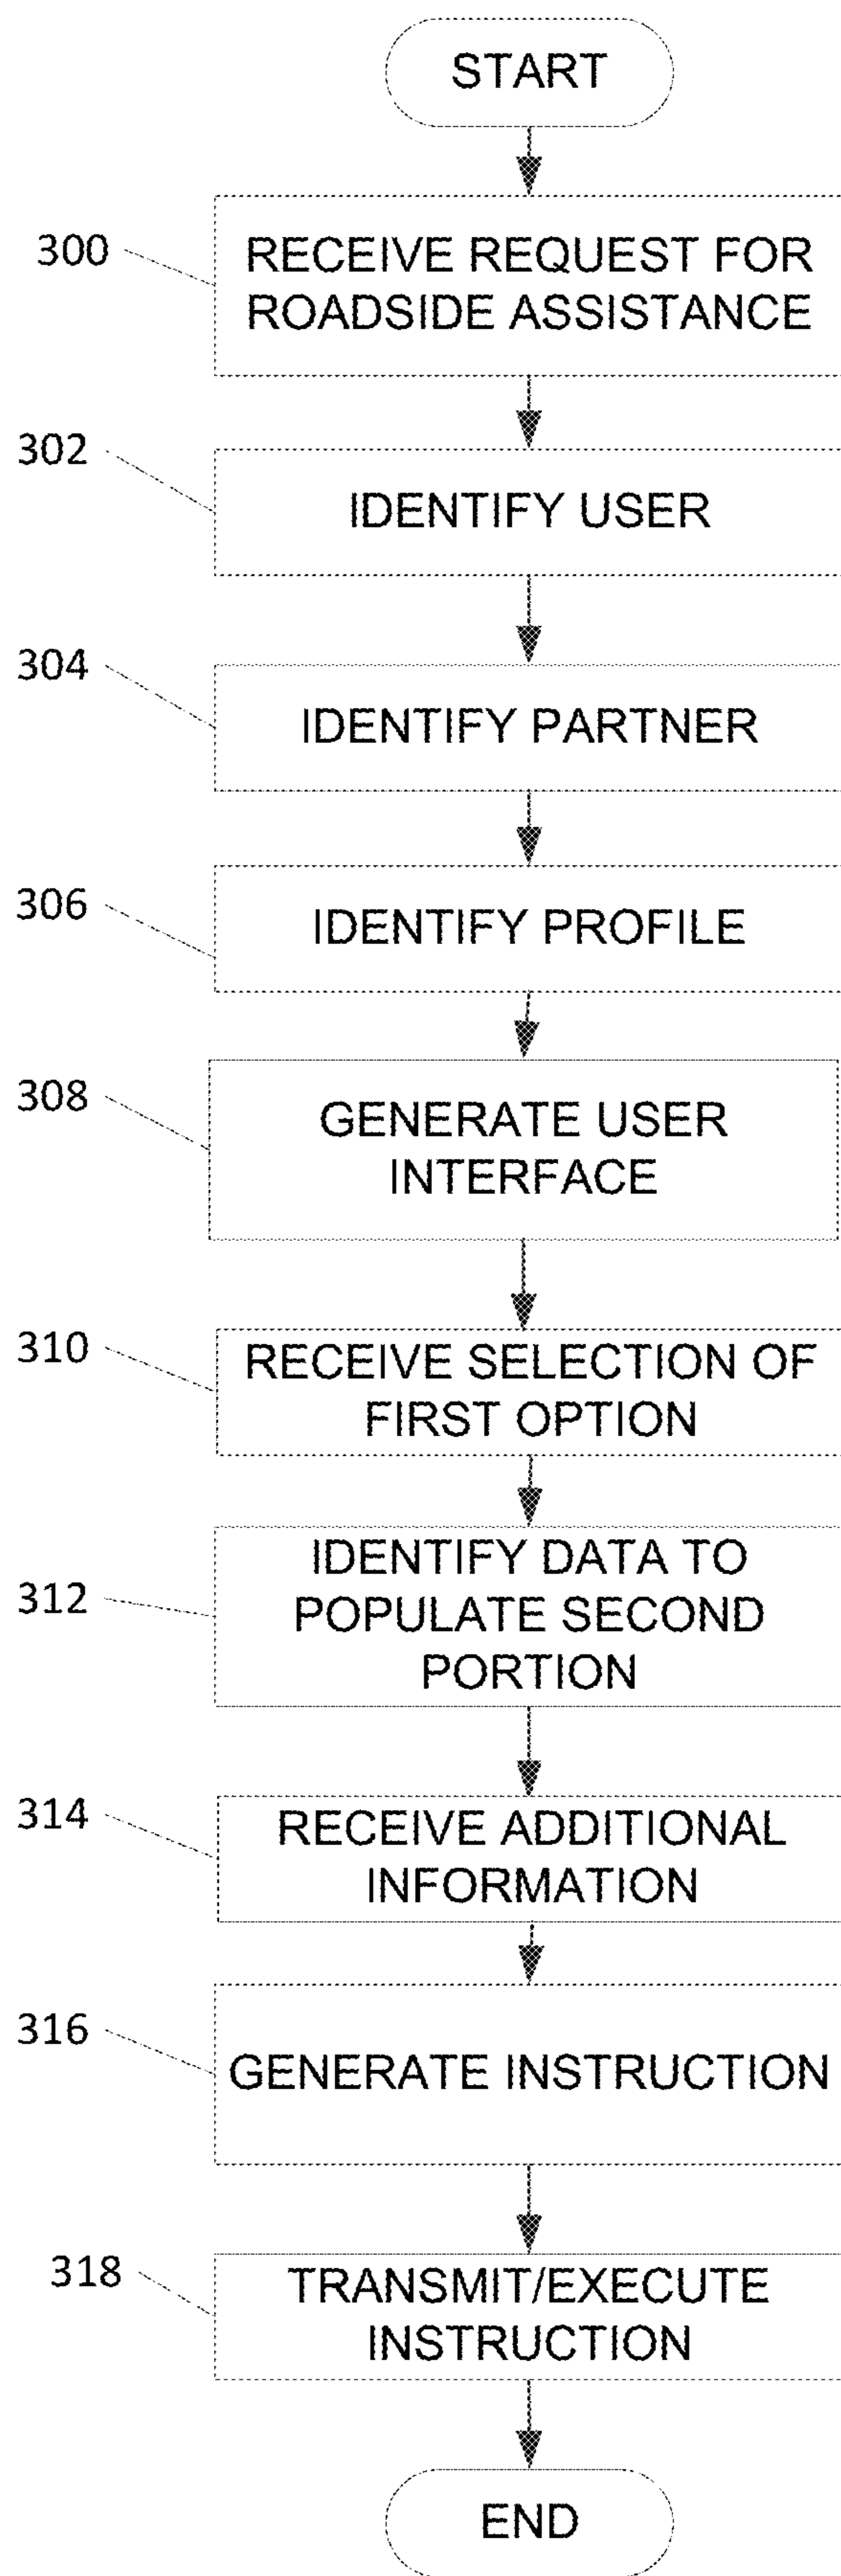 START
300
RECEIVE REQUEST FOR
ROADSIDE ASSISTANCE
302
IDENTIFY USER
304
IDENTIFY PARTNER
306
IDENTIFY PROFILE
308
GENERATE USER
INTERFACE
310
RECEIVE SELECTION OF
FIRST OPTION
312
IDENTIFY DATA TO
POPULATE SECOND
PORTION
314
RECEIVE ADDITIONAL
INFORMATION
316
GENERATE INSTRUCTION
318
TRANSMIT/EXECUTE
INSTRUCTION
END